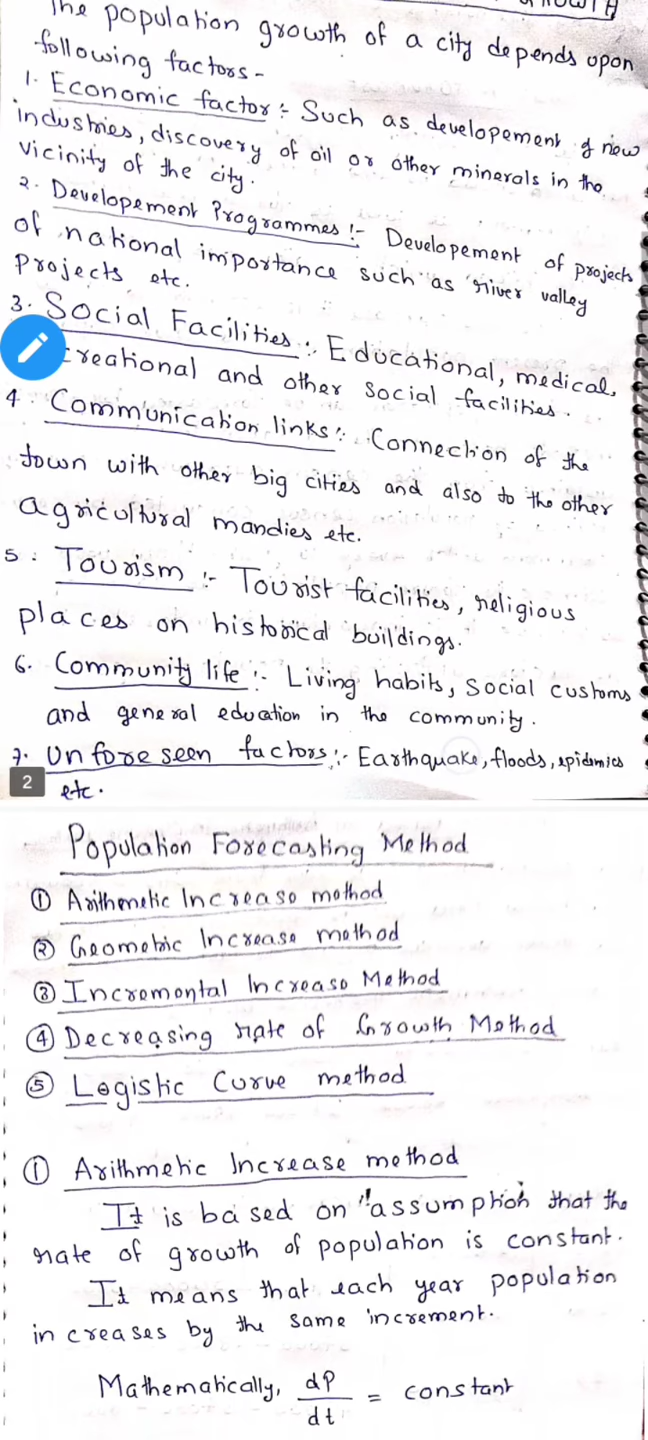 The population growth of a city depends upon
following factors-
1. Economic factor :- Such as developement of new
industries, discovery of oil or other minerals in the
vicinity of the city.
2. Developement Programmes :- Developement of projects
of national importance such as river valley
projects etc.
3. Social Facilities :- Educational, medical,
creational and other social facilities.
4. Communication links :- Connection of the
town with other big cities and also to the other
agricultural mandies etc.
5. Tourism :- Tourist facilities, religious
places on historical buildings.
6. Community life :- Living habits, social customs
and general education in the community.
7. Unforeseen factors :- Earthquake, floods, epidemics
2
etc.
Population Forecasting Method
① Arithmetic Increase method
② Geometric Increase method
③ Incremental Increase Method
④ Decreasing rate of Growth Method
⑤ Logistic Curve method
① Arithmetic Increase method
It is based on "assumption that the
rate of growth of population is constant.
It means that each year population
increases by the same increment.
Mathematically, dP/dt = constant